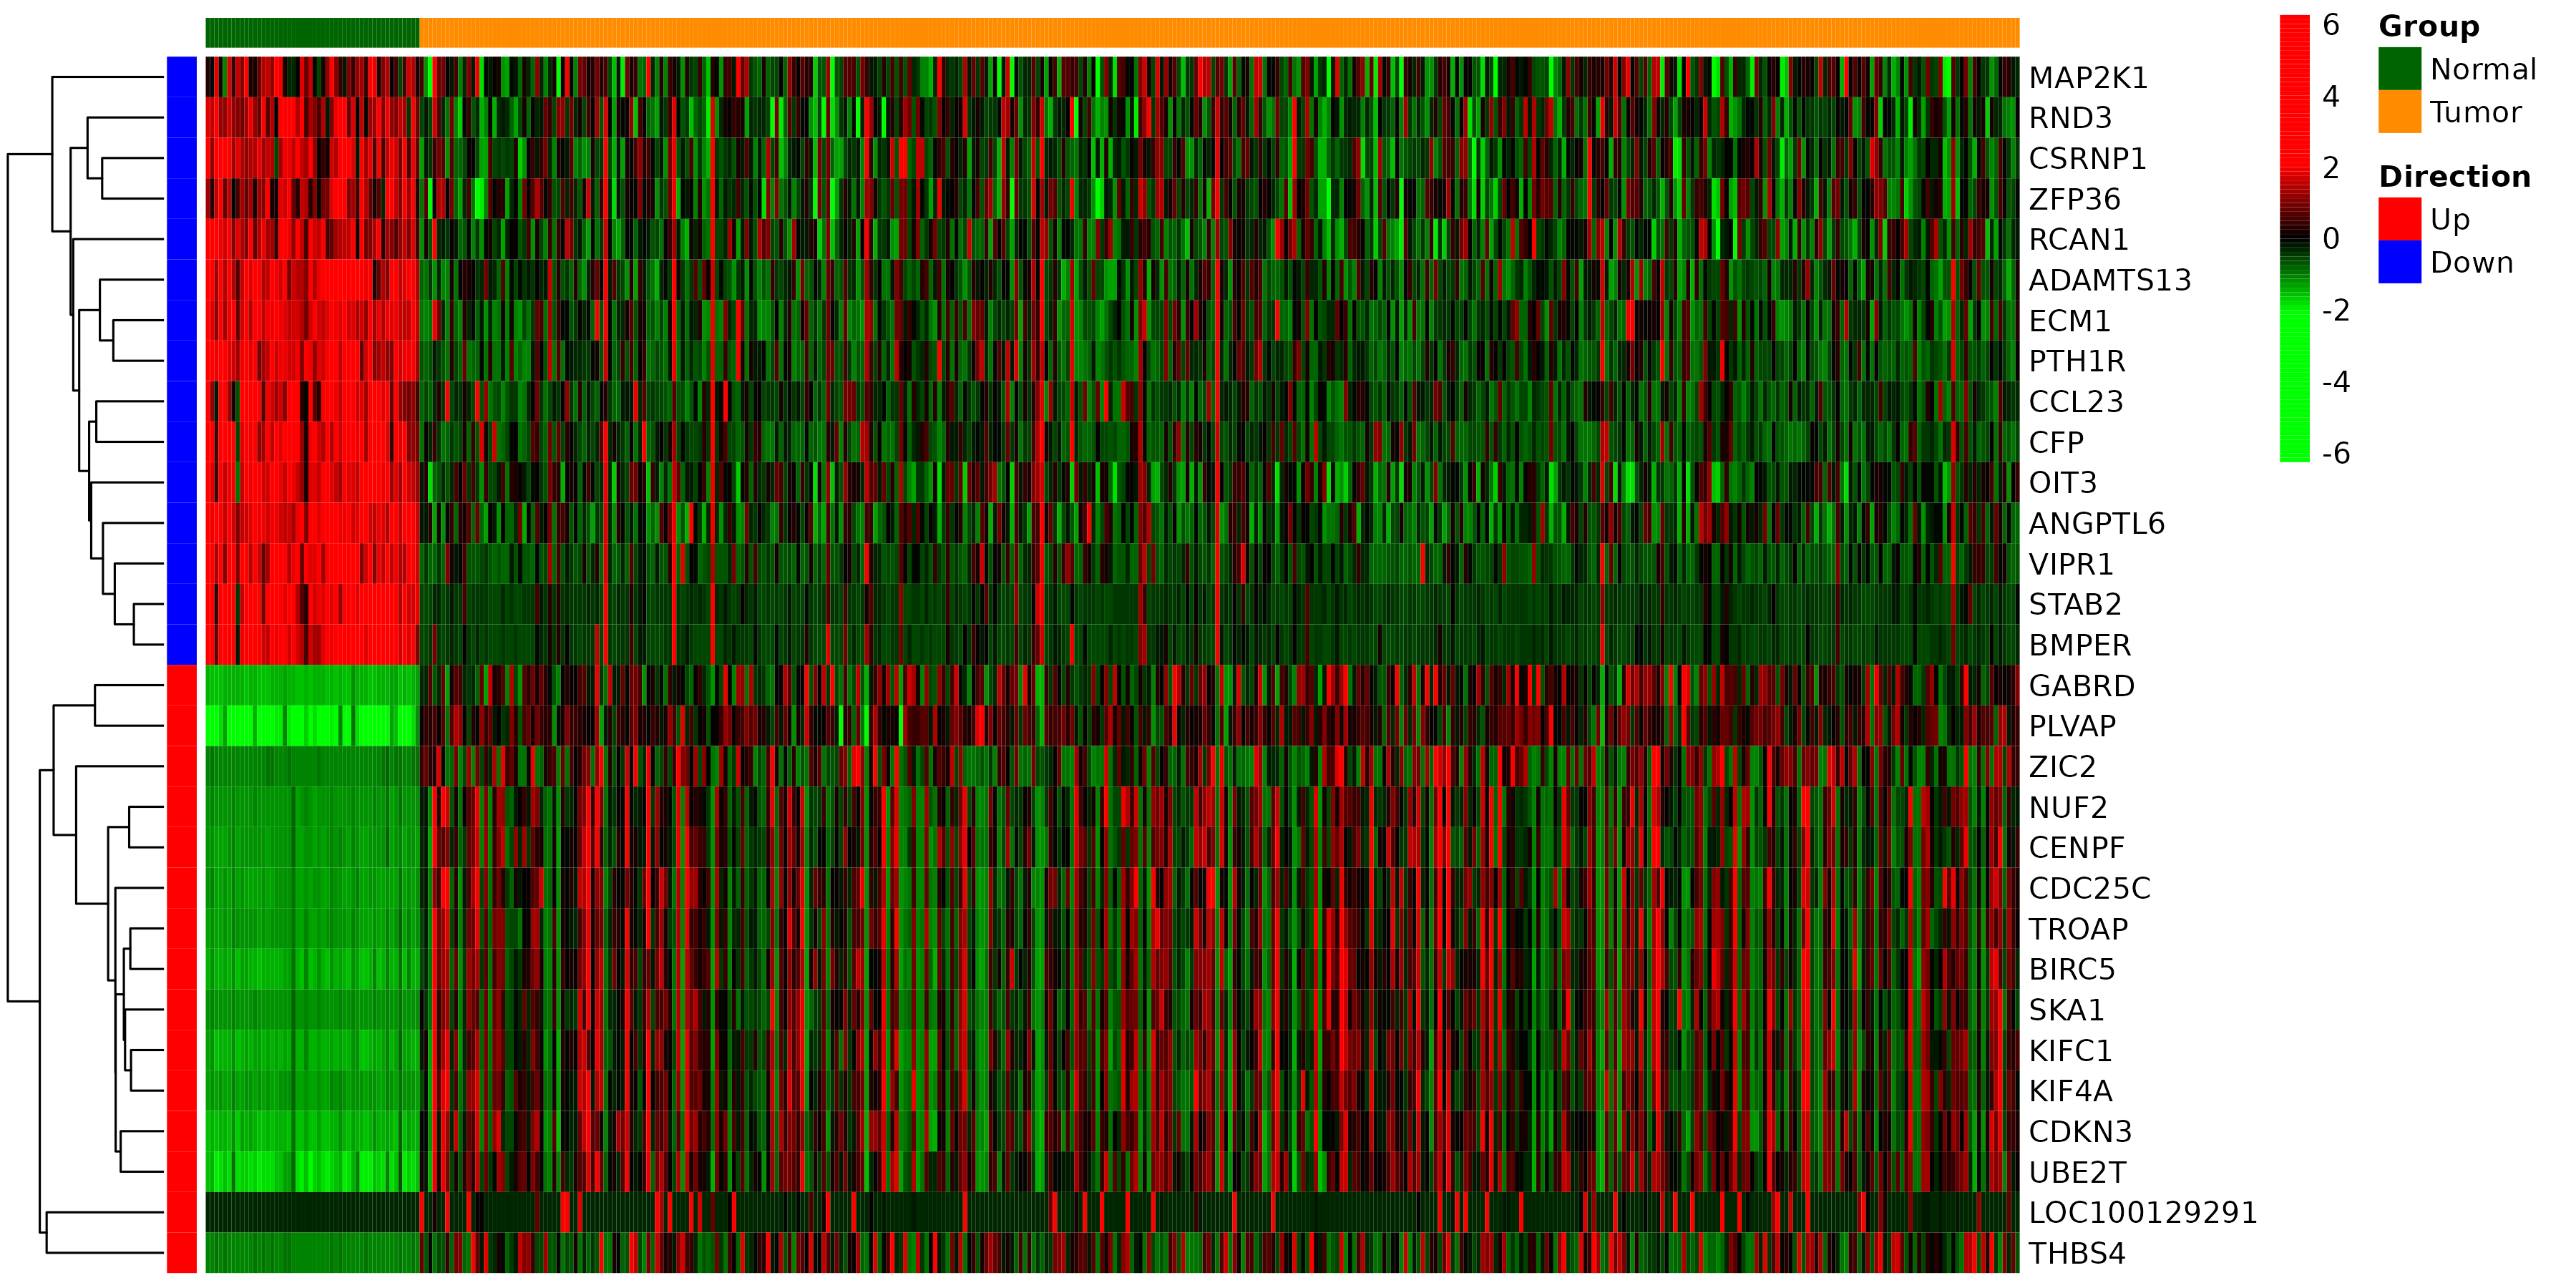 MAP2K1
RND3
CSRNP1
ZFP36
RCAN1
ADAMTS13
ECM1
PTH1R
CCL23
CFP
OIT3
ANGPTL6
VIPR1
STAB2
BMPER
GABRD
PLVAP
ZIC2
NUF2
CENPF
CDC25C
TROAP
BIRC5
SKA1
KIFC1
KIF4A
CDKN3
UBE2T
LOC100129291
THBS4
6
4
2
0
-2
-4
-6
Group
Normal
Tumor
Direction
Up
Down